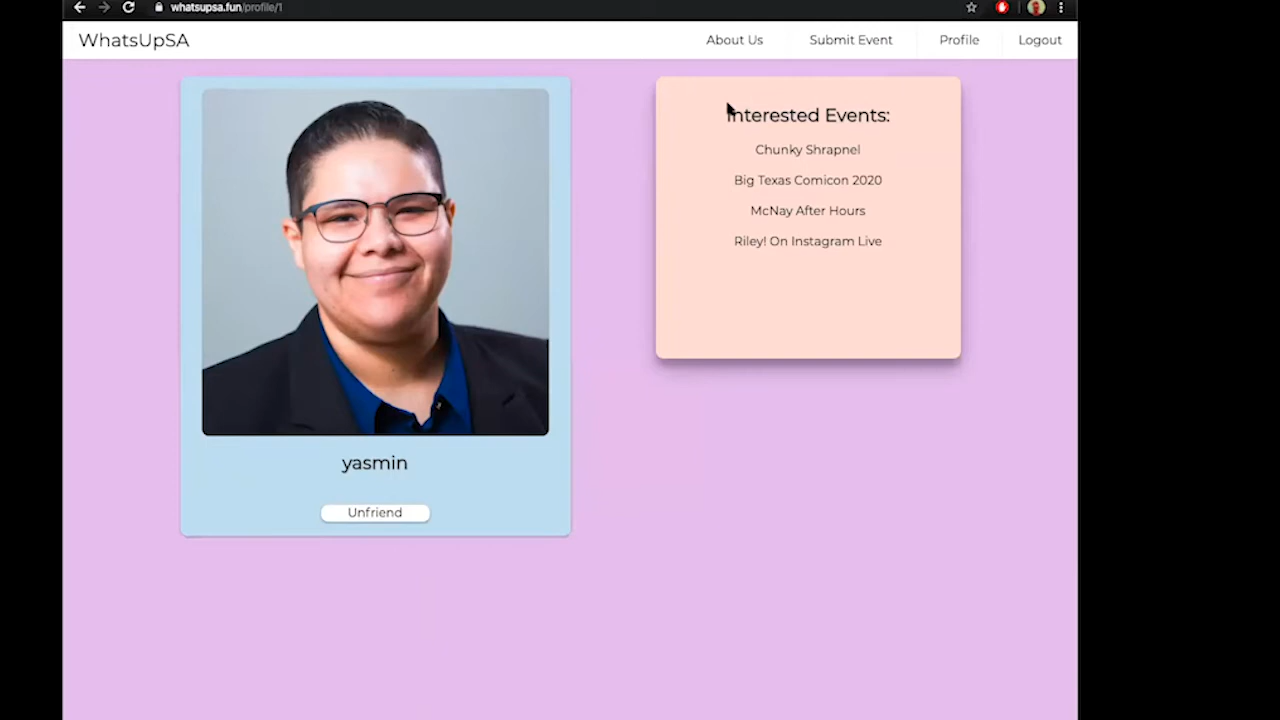 whatsupsa.fun/profile/1
WhatsUpSA
About Us
Submit Event
Profile
Logout
yasmin
Unfriend
Interested Events:
Chunky Shrapnel
Big Texas Comicon 2020
McNay After Hours
Riley! On Instagram Live